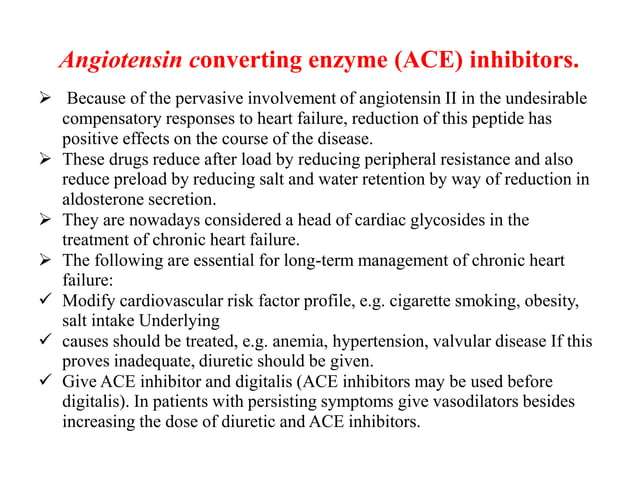 Angiotensin converting enzyme (ACE) inhibitors.
➢ Because of the pervasive involvement of angiotensin II in the undesirable
compensatory responses to heart failure, reduction of this peptide has
positive effects on the course of the disease.
➢ These drugs reduce after load by reducing peripheral resistance and also
reduce preload by reducing salt and water retention by way of reduction in
aldosterone secretion.
➢ They are nowadays considered a head of cardiac glycosides in the
treatment of chronic heart failure.
➢ The following are essential for long-term management of chronic heart
failure:
✓ Modify cardiovascular risk factor profile, e.g. cigarette smoking, obesity,
salt intake Underlying
✓ causes should be treated, e.g. anemia, hypertension, valvular disease If this
proves inadequate, diuretic should be given.
✓ Give ACE inhibitor and digitalis (ACE inhibitors may be used before
digitalis). In patients with persisting symptoms give vasodilators besides
increasing the dose of diuretic and ACE inhibitors.